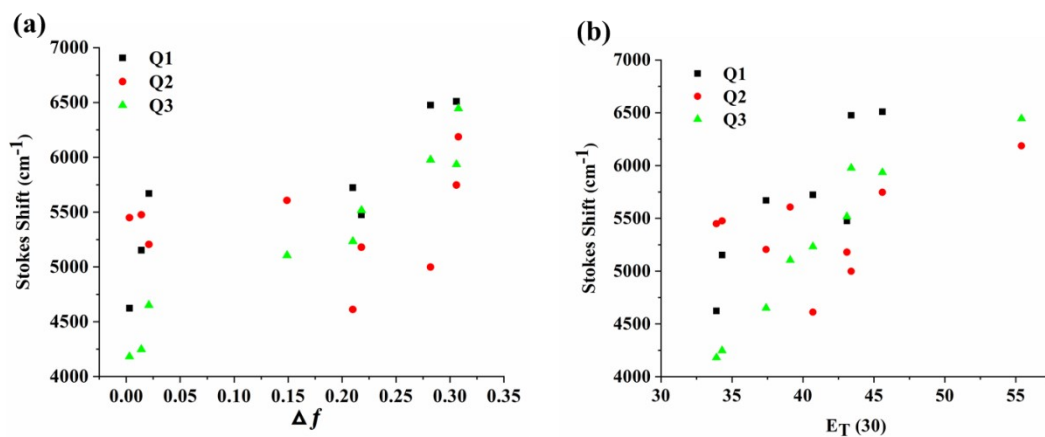 (a)
Q1
Q2
Q3
7000
6500
6000
5500
5000
4500
4000
Stokes Shift (cm-1)
0.00 0.05 0.10 0.15 0.20 0.25 0.30 0.35
Δ f
(b)
Q1
Q2
Q3
7000
6500
6000
5500
5000
4500
4000
Stokes Shift (cm-1)
30 35 40 45 50 55
ET (30)